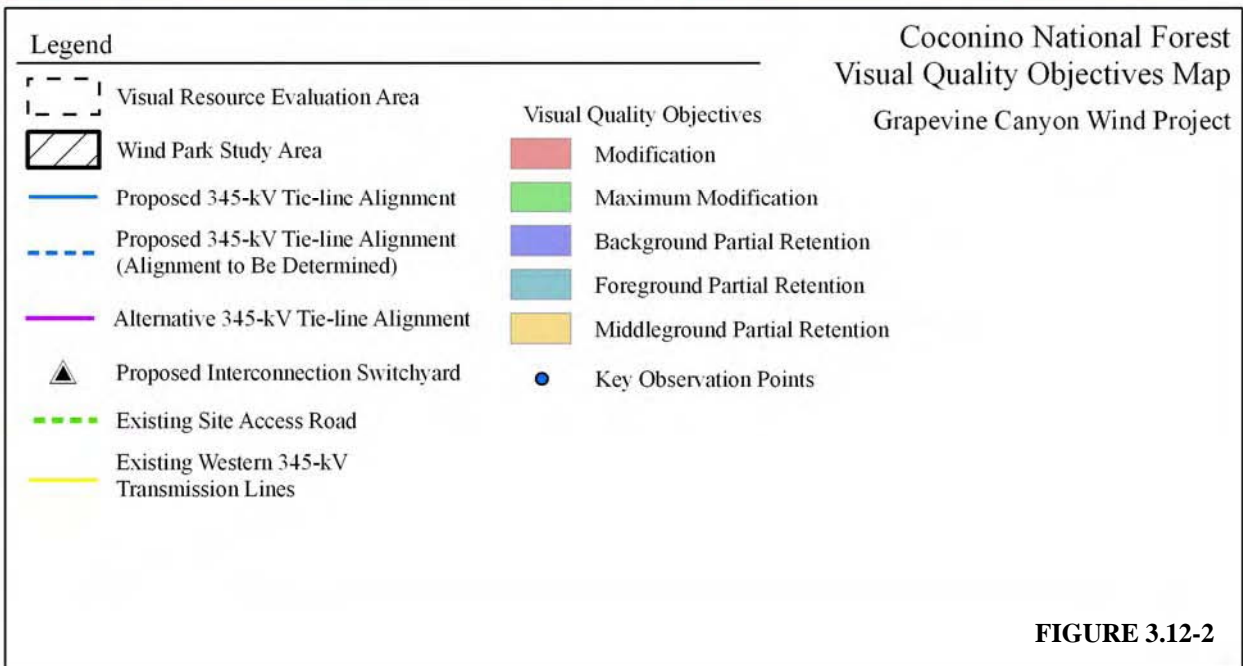 Legend
Visual Resource Evaluation Area
Wind Park Study Area
Proposed 345-kV Tie-line Alignment
Proposed 345-kV Tie-line Alignment
(Alignment to Be Determined)
Alternative 345-kV Tie-line Alignment
Proposed Interconnection Switchyard
Existing Site Access Road
Existing Western 345-kV
Transmission Lines
Visual Quality Objectives
Modification
Maximum Modification
Background Partial Retention
Foreground Partial Retention
Middleground Partial Retention
Key Observation Points
Coconino National Forest
Visual Quality Objectives Map
Grapevine Canyon Wind Project
FIGURE 3.12-2